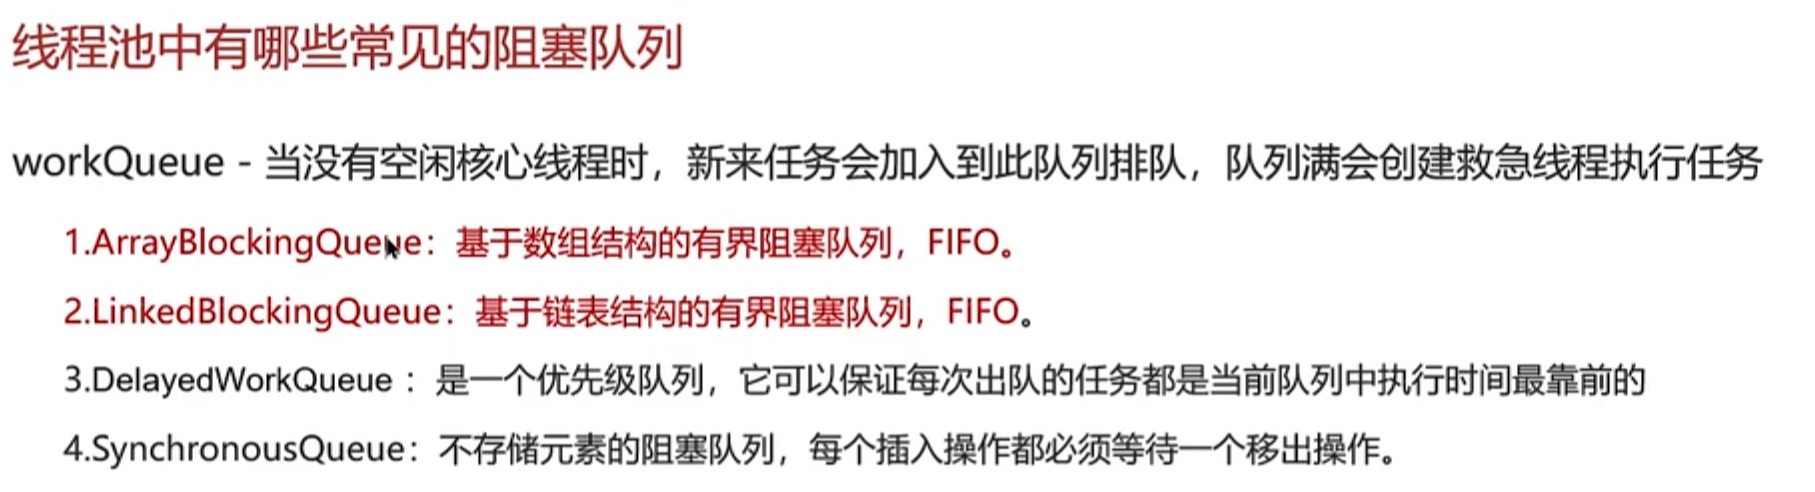 线程池中有哪些常见的阻塞队列
workQueue - 当没有空闲核心线程时，新来任务会加入到此队列排队，队列满会创建救急线程执行任务
1.ArrayBlockingQueue：基于数组结构的有界阻塞队列，FIFO。
2.LinkedBlockingQueue：基于链表结构的有界阻塞队列，FIFO。
3.DelayedWorkQueue ：是一个优先级队列，它可以保证每次出队的任务都是当前队列中执行时间最靠前的
4.SynchronousQueue：不存储元素的阻塞队列，每个插入操作都必须等待一个移出操作。